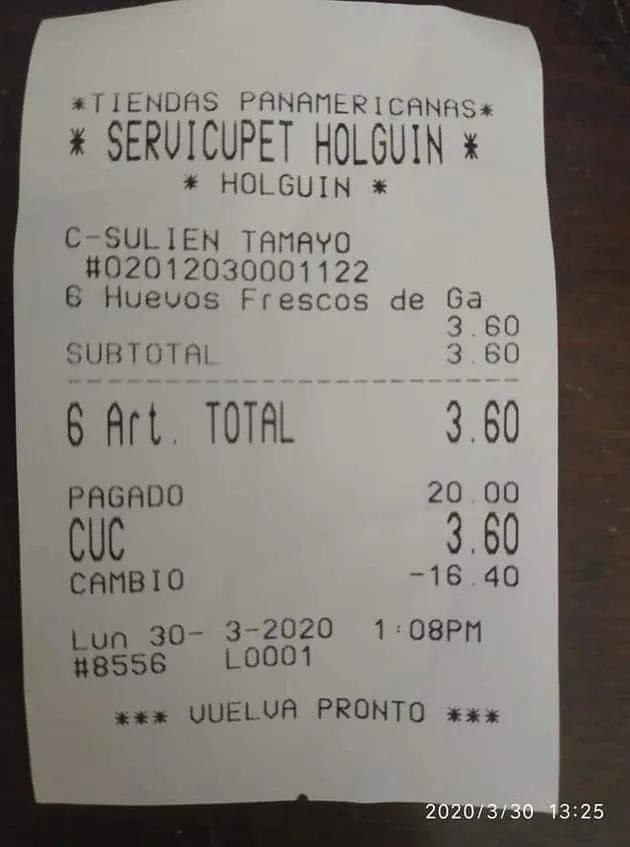 *TIENDAS PANAMERICANAS*
* SERVICUPET HOLGUIN *
* HOLGUIN *
C-SULIEN TAMAYO
#02012030001122
6 Huevos Frescos de Ga
3.60
SUBTOTAL 3.60
6 Art. TOTAL 3.60
PAGADO 20.00
CUC 3.60
CAMBIO -16.40
Lun 30- 3-2020 1:08PM
#8556 L0001
*** VUELVA PRONTO ***
2020/3/30 13:25